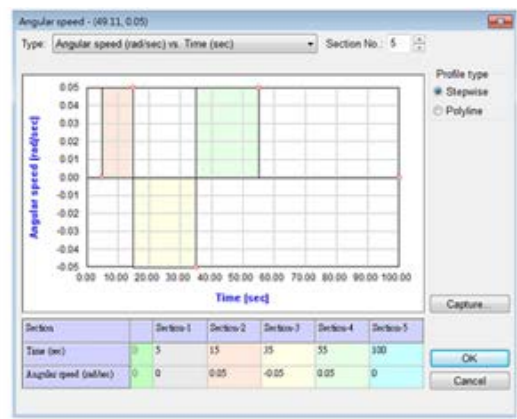 Angular speed - (49.11, 0.05)
Type: Angular speed (rad/sec) vs. Time (sec) Section No.: 5
Profile type
Stepwise
Polyline
Angular speed (rad/sec)
0.05
0.03
0.02
0.01
0.00
-0.01
-0.02
-0.04
-0.05
0.00 10.00 20.00 30.00 40.00 50.00 60.00 70.00 80.00 90.00 100.00
Time (sec)
Capture...
Section Section-1 Section-2 Section-3 Section-4 Section-5
Time (sec) 0 5 15 35 55 100
Angular speed (rad/sec) 0 0 0.05 -0.05 0.05 0
OK
Cancel